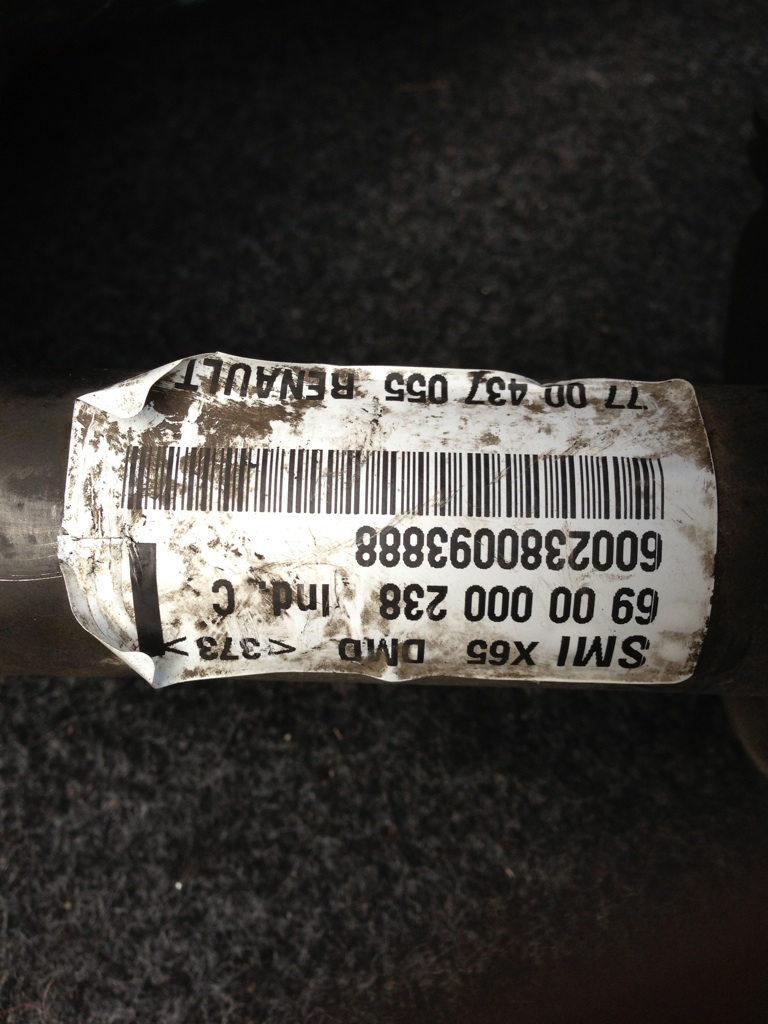 SMI X65 DMD <373>
69 00 000 238 Ind. C
6002380093888
77 00 437 055 RENAULT